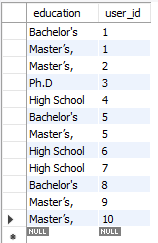 education user_id
Bachelor's 1
Master's, 1
Master's, 2
Ph.D 3
High School 4
Bachelor's 5
Master's, 5
High School 6
High School 7
Bachelor's 8
Master's, 9
Master's, 10
NULL NULL